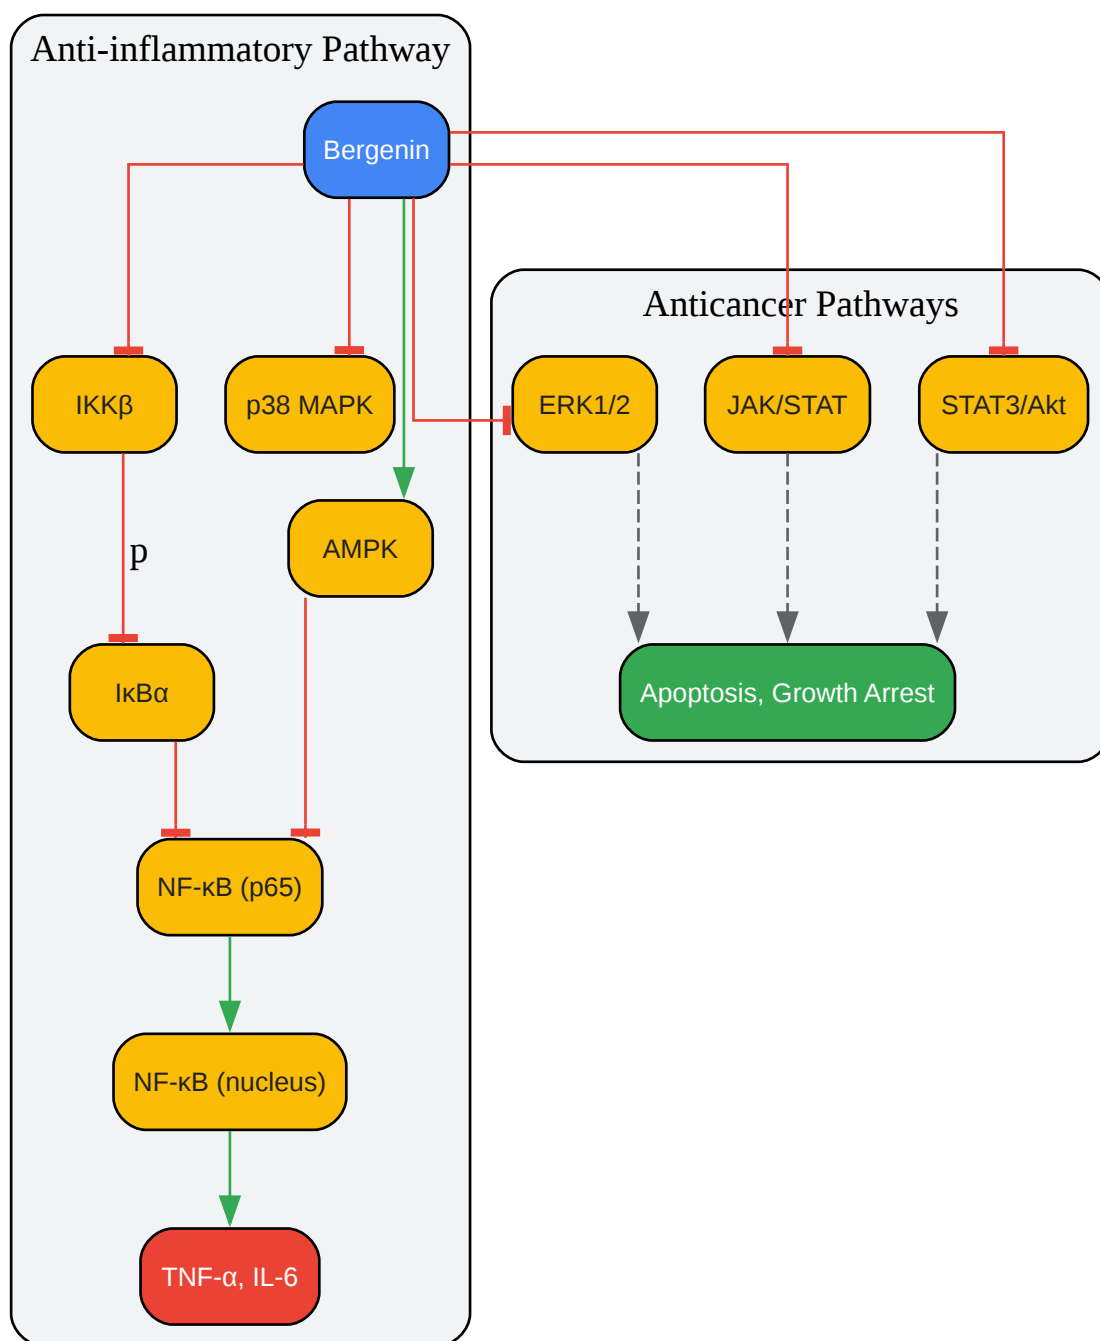 Anti-inflammatory Pathway
Bergenin
Anticancer Pathways
IKKβ
p38 MAPK
ERK1/2
JAK/STAT
STAT3/Akt
AMPK
p
IκBα
Apoptosis, Growth Arrest
NF-κB (p65)
NF-κB (nucleus)
TNF-α, IL-6